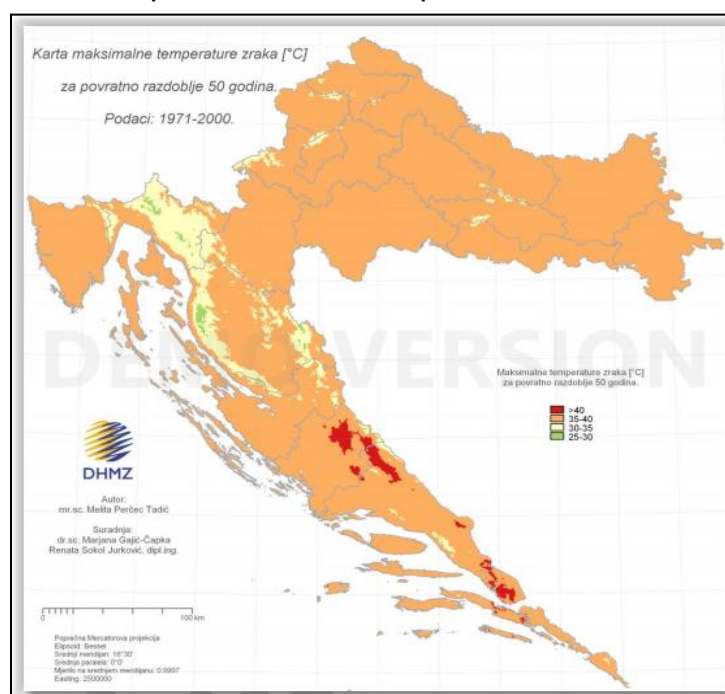 Karta maksimalne temperature zraka [°C]
za povratno razdoblje 50 godina.
Podaci: 1971-2000.
DEMO VERSION
Maksimalne temperature zraka [°C]
za povratno razdoblje 50 godina.
>40
35-40
30-35
25-30
DHMZ
Autor:
mr.sc. Melita Perčec Tadić
Suradnja:
dr.sc. Marjana Gajić-Čapka
Renata Sokol Jurković, dipl.ing.
0 100 km
Poprečna Mercatorova projekcija
Elipsoid: Bessel
Srednji meridijan: 16°30'
Srednja paralela: 0°0'
Mjerilo na srednjem meridijanu: 0.9997
Easting: 2500000